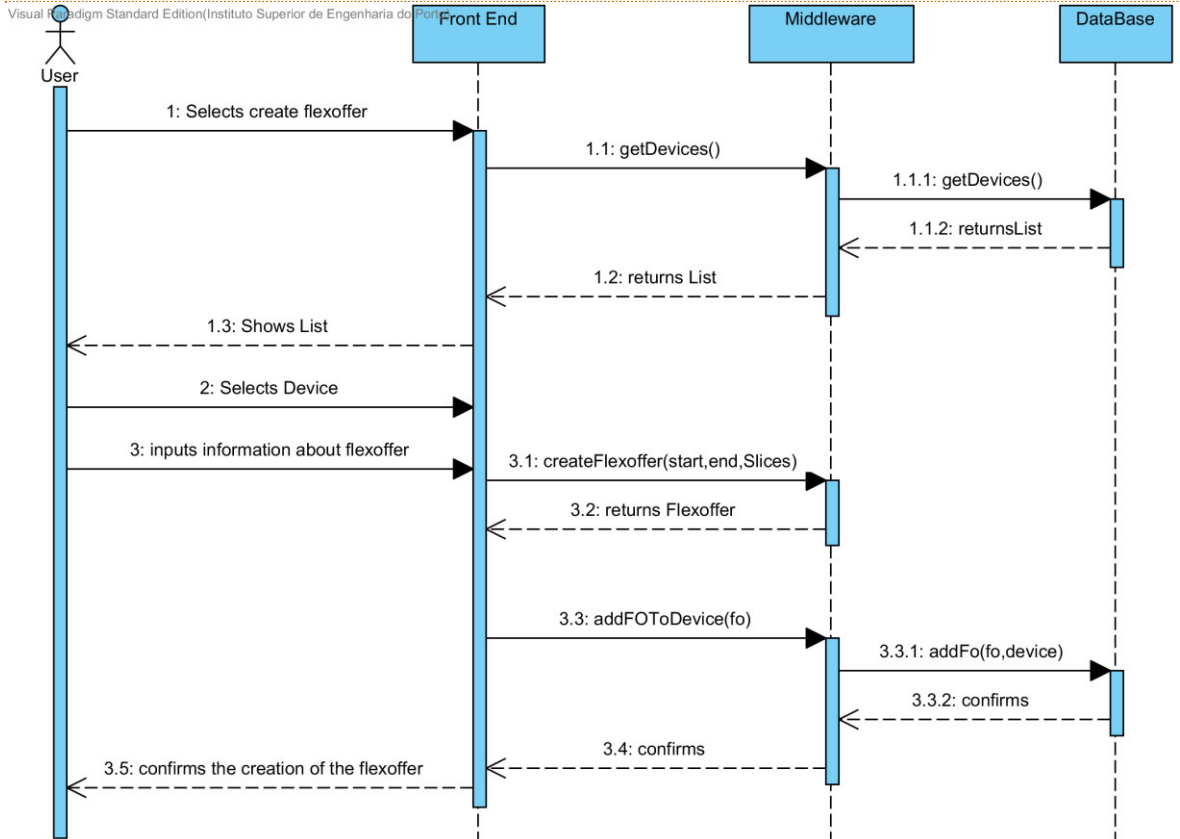 Visual Paradigm Standard Edition(Instituto Superior de Engenharia do Porto)
User
Front End
Middleware
DataBase
1: Selects create flexoffer
1.1: getDevices()
1.1.1: getDevices()
1.1.2: returnsList
1.2: returns List
1.3: Shows List
2: Selects Device
3: inputs information about flexoffer
3.1: createFlexoffer(start,end,Slices)
3.2: returns Flexoffer
3.3: addFOToDevice(fo)
3.3.1: addFo(fo,device)
3.3.2: confirms
3.4: confirms
3.5: confirms the creation of the flexoffer